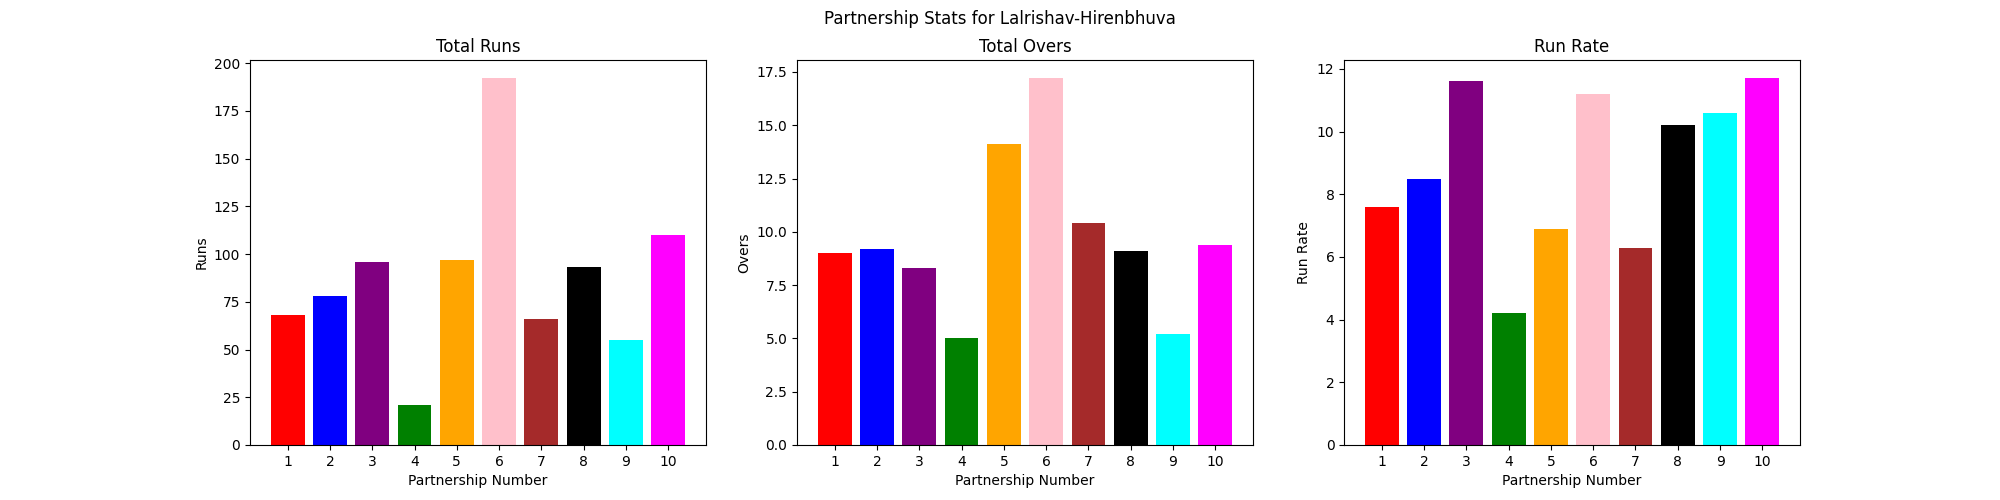 Partnership Stats for Lalrishav-Hirenbhuva
Total Runs
200
175
150
125
100
75
50
25
0
Runs
1 2 3 4 5 6 7 8 9 10
Partnership Number
Total Overs
17.5
15.0
12.5
10.0
7.5
5.0
2.5
0.0
Overs
1 2 3 4 5 6 7 8 9 10
Partnership Number
Run Rate
12
10
8
6
4
2
0
Run Rate
1 2 3 4 5 6 7 8 9 10
Partnership Number